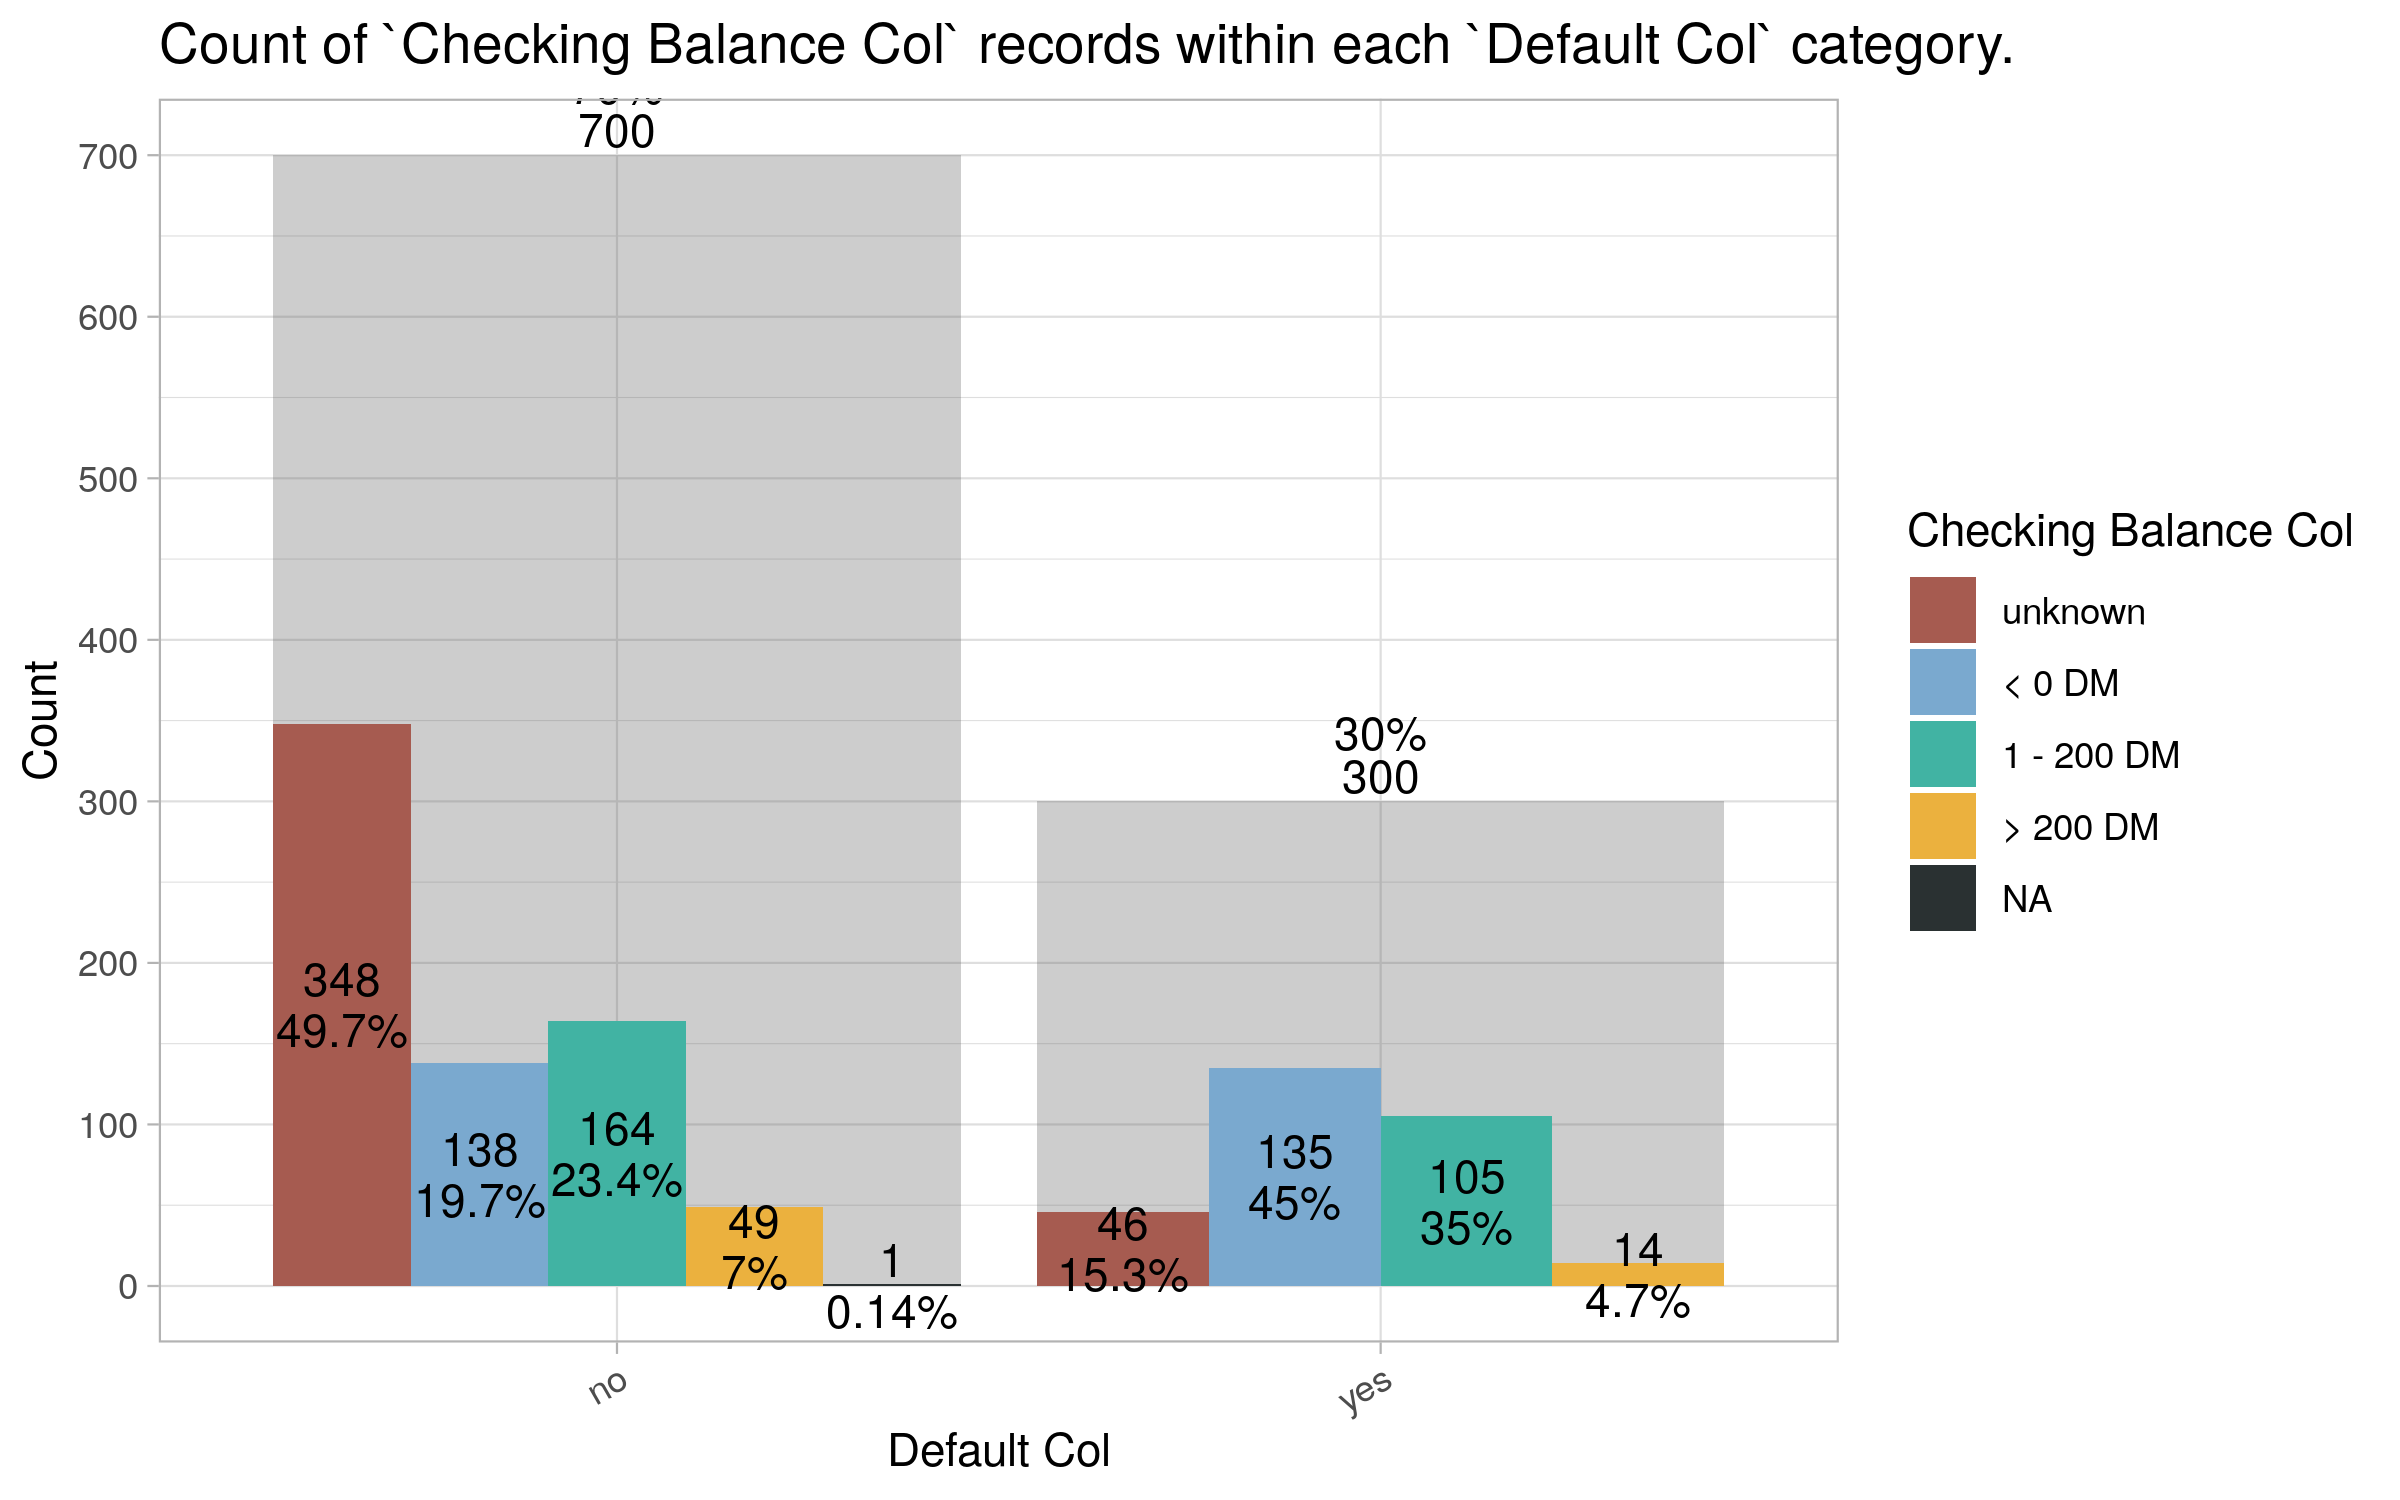 Count of `Checking Balance Col` records within each `Default Col` category.
700
700
600
500
400
300
200
100
0
Count
348
49.7%
138
19.7%
164
23.4%
49
7%
1
0.14%
30%
300
46
15.3%
135
45%
105
35%
14
4.7%
no
yes
Default Col
Checking Balance Col
unknown
< 0 DM
1 - 200 DM
> 200 DM
NA